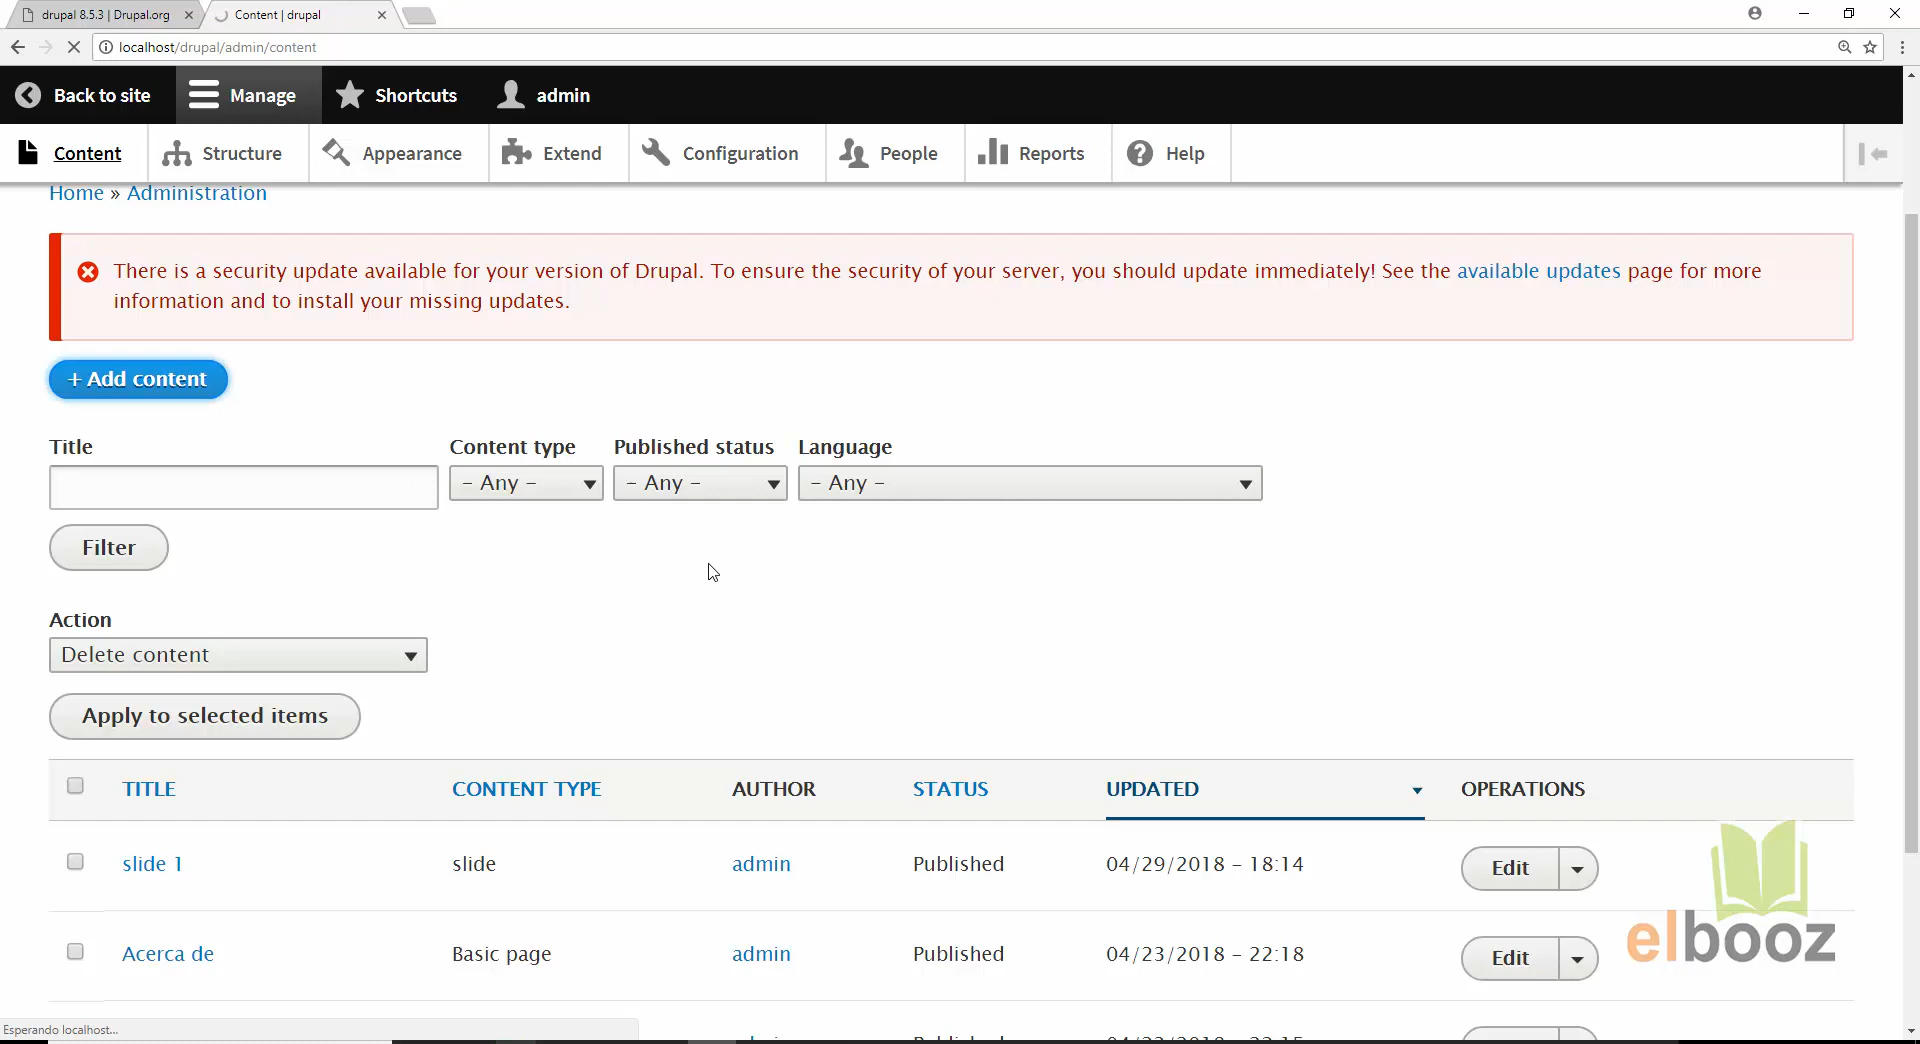 drupal 8.5.3 | Drupal.org
Content | drupal
localhost/drupal/admin/content
Back to site Manage Shortcuts admin
Content Structure Appearance Extend Configuration People Reports Help
Home » Administration
There is a security update available for your version of Drupal. To ensure the security of your server, you should update immediately! See the available updates page for more
information and to install your missing updates.
+ Add content
Title Content type Published status Language
- Any - - Any - - Any -
Filter
Action
Delete content
Apply to selected items
TITLE CONTENT TYPE AUTHOR STATUS UPDATED OPERATIONS
slide 1 slide admin Published 04/29/2018 - 18:14 Edit
Acerca de Basic page admin Published 04/23/2018 - 22:18 Edit
elbooz
Esperando localhost...